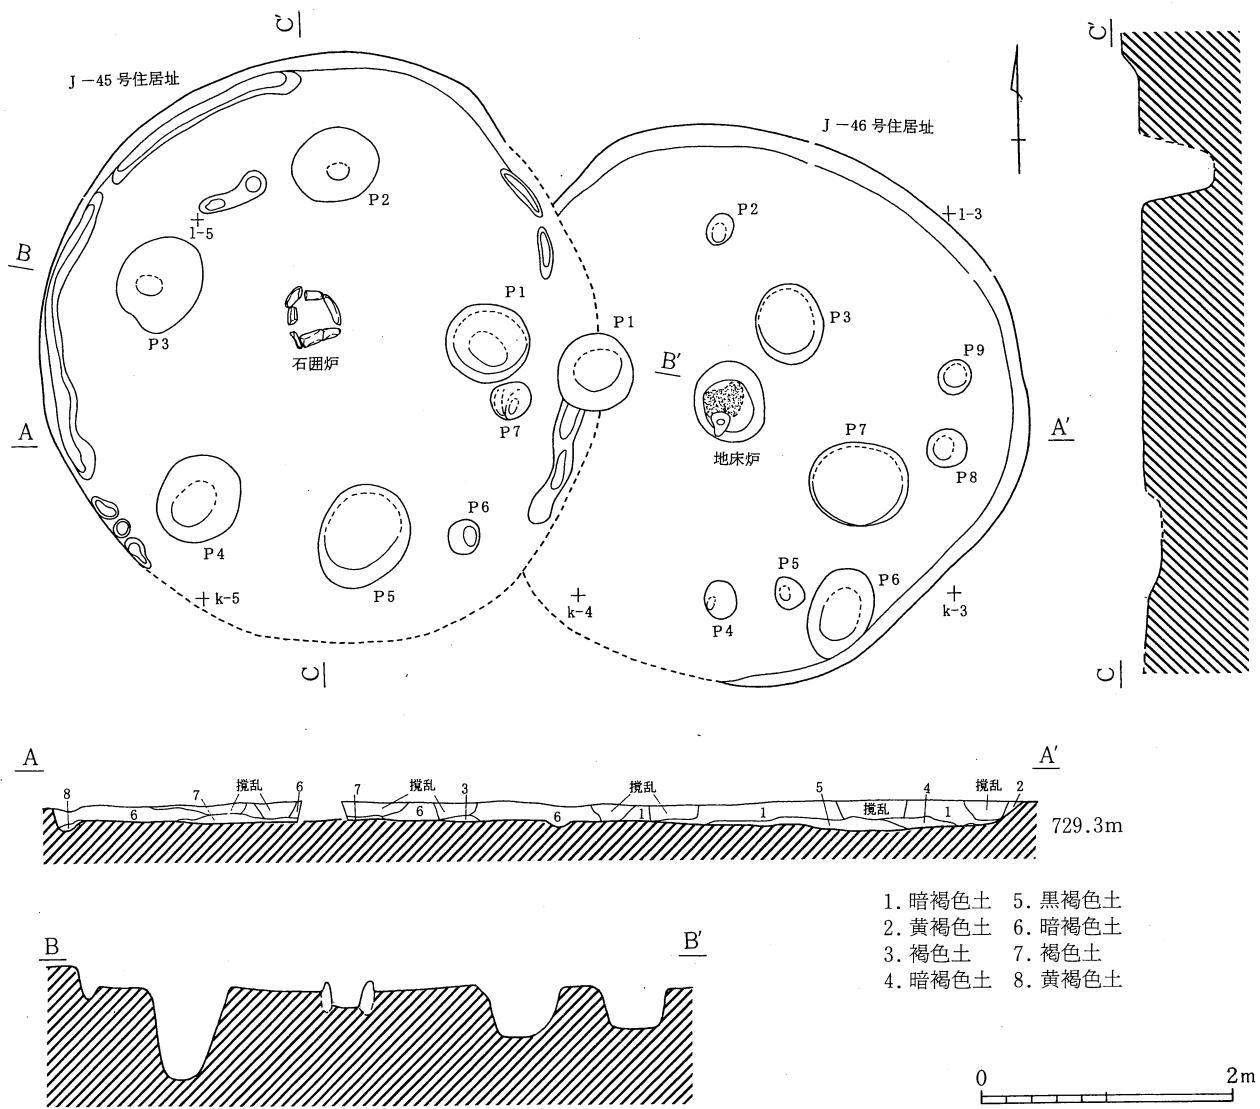 C′
C′
J－45号住居址
J－46号住居址
P2
P2
l-5
l-3
B
P1
P1
P3
P3
石囲炉
B′
P9
P7
A
A′
P7
地床炉
P8
P6
P4
P5
P6
P5
k-5
k-4
k-3
P4
C
C
A
A′
8
7
攪乱
6
7
攪乱
3
攪乱
5
4
攪乱
2
6
6
6
1
1
攪乱
1
729.3m
1. 暗褐色土
2. 黄褐色土
3. 褐色土
4. 暗褐色土
5. 黒褐色土
6. 暗褐色土
7. 褐色土
8. 黄褐色土
B
B′
0
2m